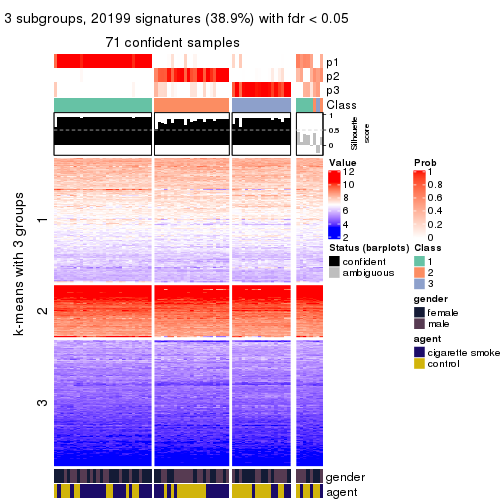 3 subgroups, 20199 signatures (38.9%) with fdr < 0.05
71 confident samples
p1
p2
p3
Class
1
0.5
0
Silhouette
score
k-means with 3 groups
1
2
3
Value
12
10
8
6
4
2
Prob
1
0.8
0.6
0.4
0.2
0
Status (barplots)
confident
ambiguous
Class
1
2
3
gender
female
male
agent
cigarette smoke
control
gender
agent